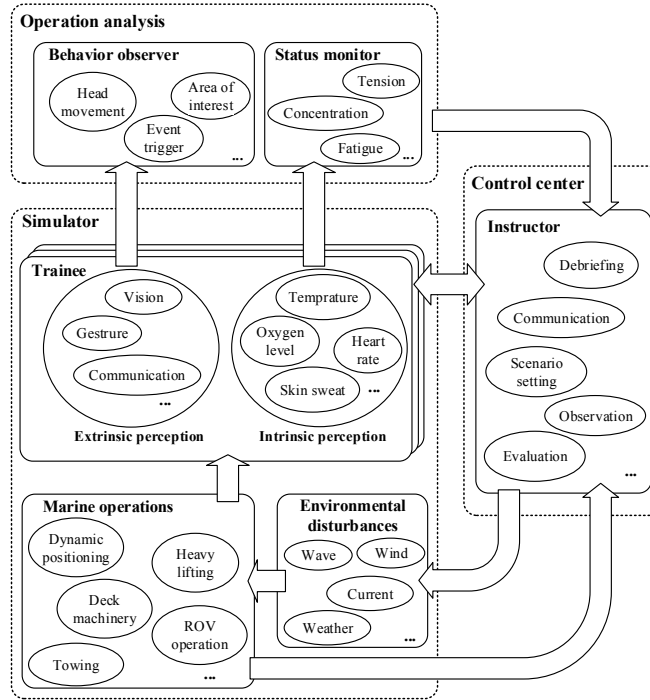 Operation analysis
Behavior observer
Head
movement
Area of
interest
Event
trigger
...
Status monitor
Tension
Concentration
Fatigue
...
Control center
Instructor
Debriefing
Communication
Scenario
setting
Observation
Evaluation
...
Simulator
Trainee
Vision
Gestrure
Communication
...
Extrinsic perception
Temprature
Oxygen
level
Heart
rate
Skin sweat
...
Intrinsic perception
Marine operations
Dynamic
positioning
Heavy
lifting
Deck
machinery
ROV
operation
Towing
...
Environmental
disturbances
Wave
Wind
Current
Weather
...